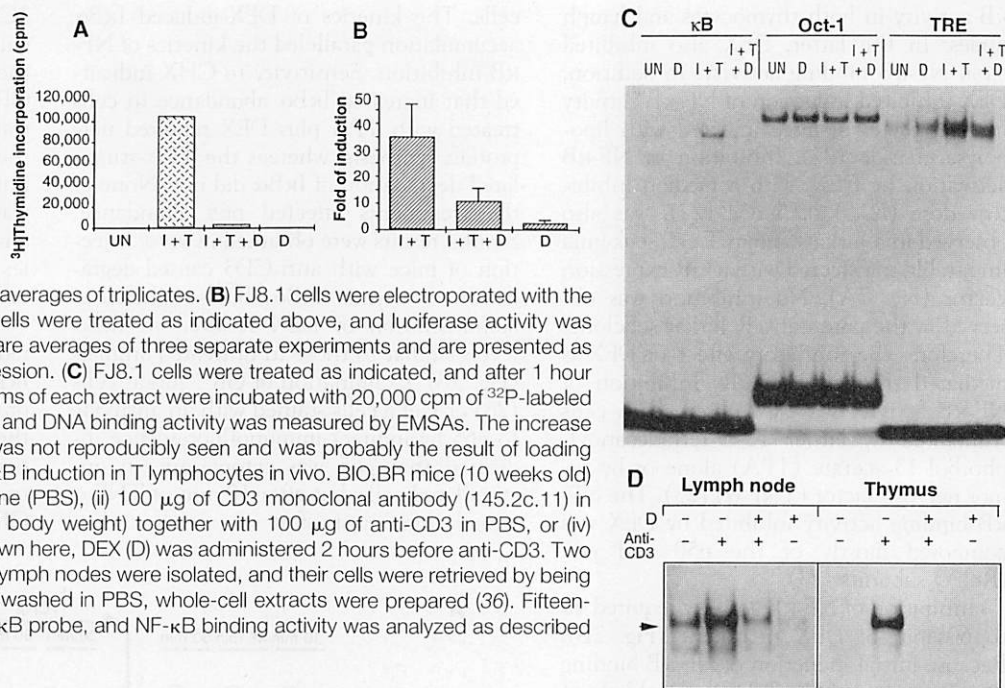 A
[³H]Thymidine incorporation (cpm)
120,000
100,000
80,000
60,000
40,000
20,000
0
UN I + T I + T + D D
B
Fold of induction
50
40
30
20
10
0
I + T I + T + D D
C
κB Oct-1 TRE
I + T I + T I + T
UN D I + T + D UN D I + T + D UN D I + T + D
averages of triplicates. (B) FJ8.1 cells were electroporated with the
ells were treated as indicated above, and luciferase activity was
are averages of three separate experiments and are presented as
ession. (C) FJ8.1 cells were treated as indicated, and after 1 hour
ms of each extract were incubated with 20,000 cpm of ³²P-labeled
and DNA binding activity was measured by EMSAs. The increase
was not reproducibly seen and was probably the result of loading
κB induction in T lymphocytes in vivo. BIO.BR mice (10 weeks old)
ne (PBS), (ii) 100 μg of CD3 monoclonal antibody (145.2c.11) in
body weight) together with 100 μg of anti-CD3 in PBS, or (iv)
wn here, DEX (D) was administered 2 hours before anti-CD3. Two
lymph nodes were isolated, and their cells were retrieved by being
washed in PBS, whole-cell extracts were prepared (36). Fifteen-
κB probe, and NF-κB binding activity was analyzed as described
D
Lymph node Thymus
D - - + + - - + +
Anti-CD3 - + + - - + + -